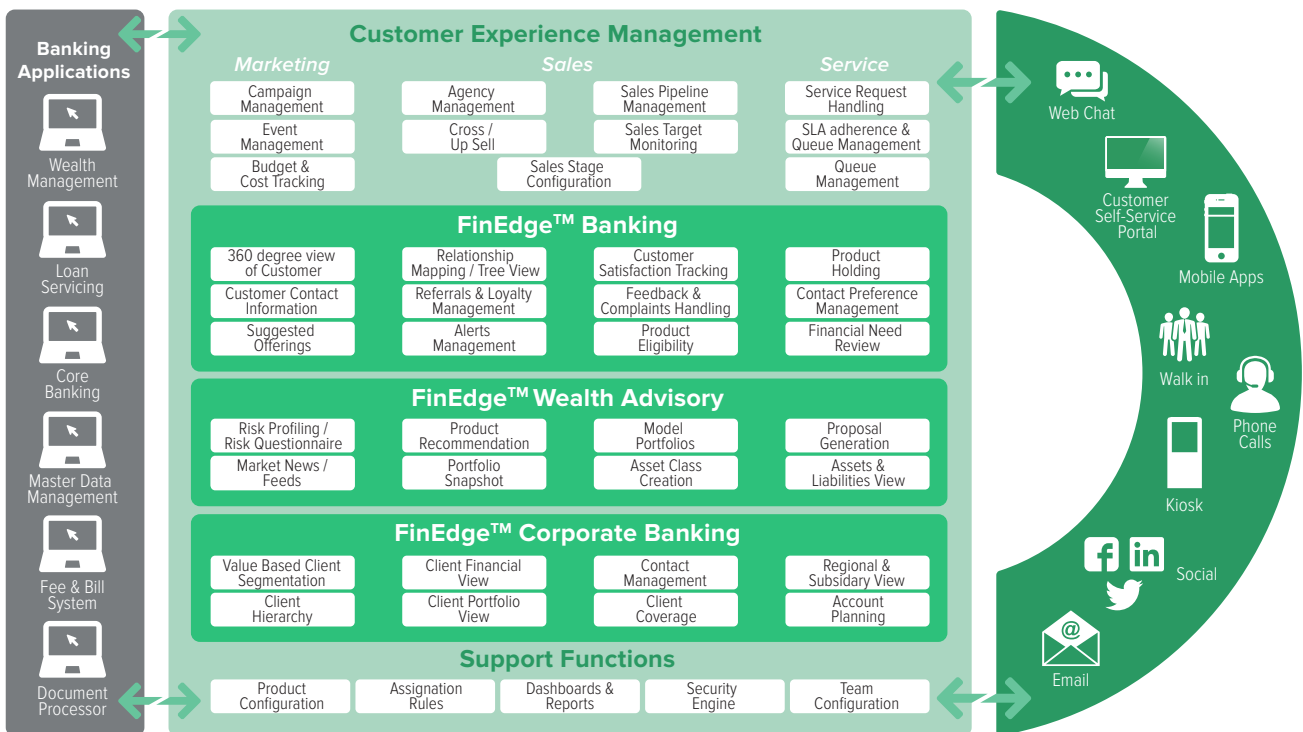 Banking
Applications
Wealth
Management
Loan
Servicing
Core
Banking
Master Data
Management
Fee & Bill
System
Document
Processor
Customer Experience Management
Marketing
Sales
Service
Campaign
Management
Agency
Management
Sales Pipeline
Management
Service Request
Handling
Event
Management
Cross /
Up Sell
Sales Target
Monitoring
SLA adherence &
Queue Management
Budget &
Cost Tracking
Sales Stage
Configuration
Queue
Management
FinEdge™ Banking
360 degree view
of Customer
Relationship
Mapping / Tree View
Customer
Satisfaction Tracking
Product
Holding
Customer Contact
Information
Referrals & Loyalty
Management
Feedback &
Complaints Handling
Contact Preference
Management
Suggested
Offerings
Alerts
Management
Product
Eligibility
Financial Need
Review
FinEdge™ Wealth Advisory
Risk Profiling /
Risk Questionnaire
Product
Recommendation
Model
Portfolios
Proposal
Generation
Market News /
Feeds
Portfolio
Snapshot
Asset Class
Creation
Assets &
Liabilities View
FinEdge™ Corporate Banking
Value Based Client
Segmentation
Client Financial
View
Contact
Management
Regional &
Subsidary View
Client
Hierarchy
Client Portfolio
View
Client
Coverage
Account
Planning
Support Functions
Product
Configuration
Assignation
Rules
Dashboards &
Reports
Security
Engine
Team
Configuration
Web Chat
Customer
Self-Service
Portal
Mobile Apps
Walk in
Phone
Calls
Kiosk
f
in
Social
@
Email